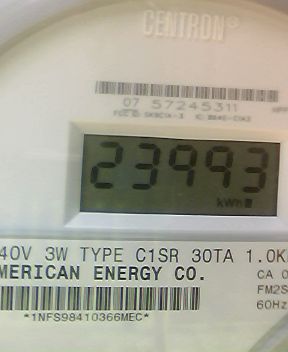 CENTRON®
07 57245311
23993
kWh
40V 3W TYPE C1SR 30TA 1.0K
MERICAN ENERGY CO.
CA 0
FM2S
60Hz
*1NFS98410366MEC*